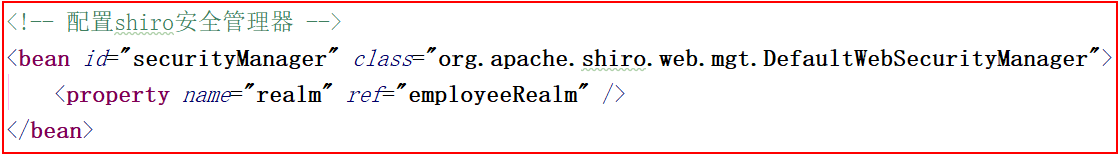 <!-- 配置shiro安全管理器 -->
<bean id="securityManager" class="org.apache.shiro.web.mgt.DefaultWebSecurityManager">
    <property name="realm" ref="employeeRealm" />
</bean>